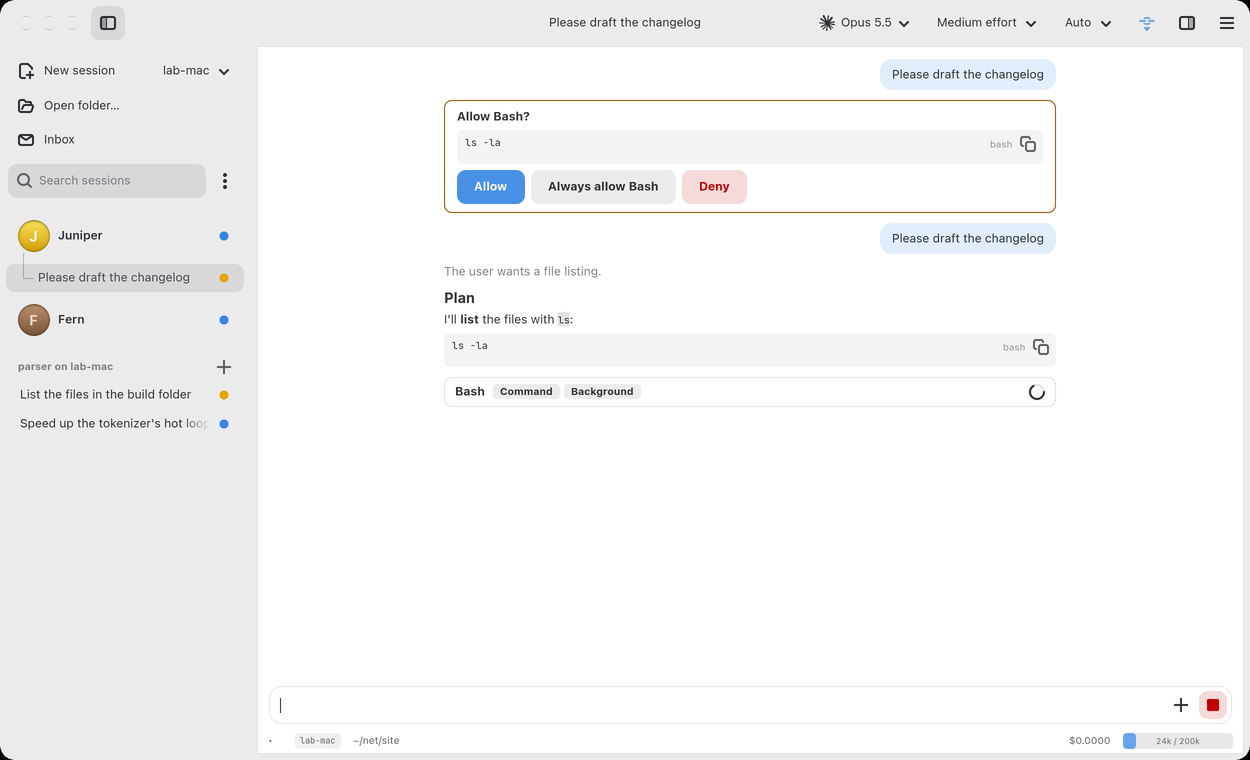 Please draft the changelog
Opus 5.5
Medium effort
Auto
New session
lab-mac
Open folder...
Inbox
Search sessions
J
Juniper
Please draft the changelog
F
Fern
parser on lab-mac
List the files in the build folder
Speed up the tokenizer's hot loop
Please draft the changelog
Allow Bash?
ls -la
bash
Allow
Always allow Bash
Deny
Please draft the changelog
The user wants a file listing.
Plan
I'll list the files with ls:
ls -la
bash
Bash
Command
Background
lab-mac
~/net/site
$0.0000
24k / 200k